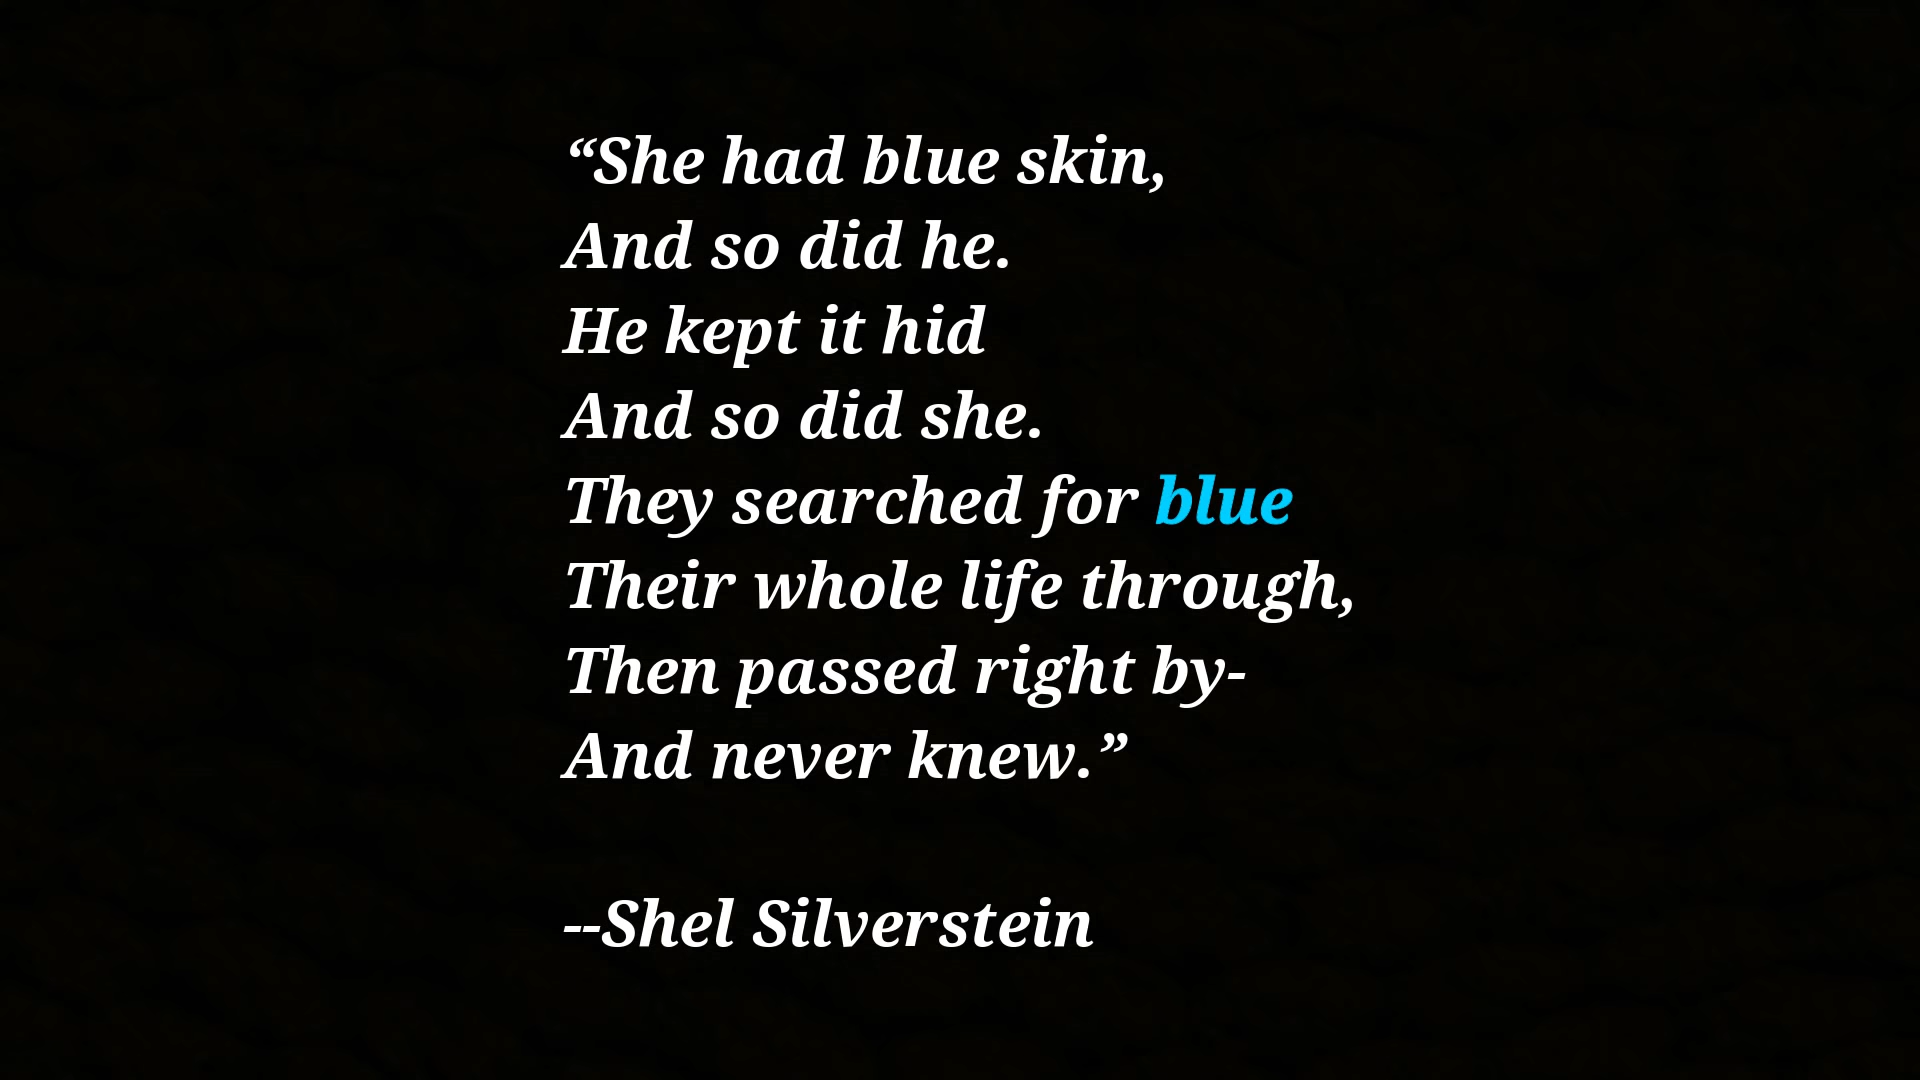 “She had blue skin,
And so did he.
He kept it hid
And so did she.
They searched for blue
Their whole life through,
Then passed right by-
And never knew.”
--Shel Silverstein